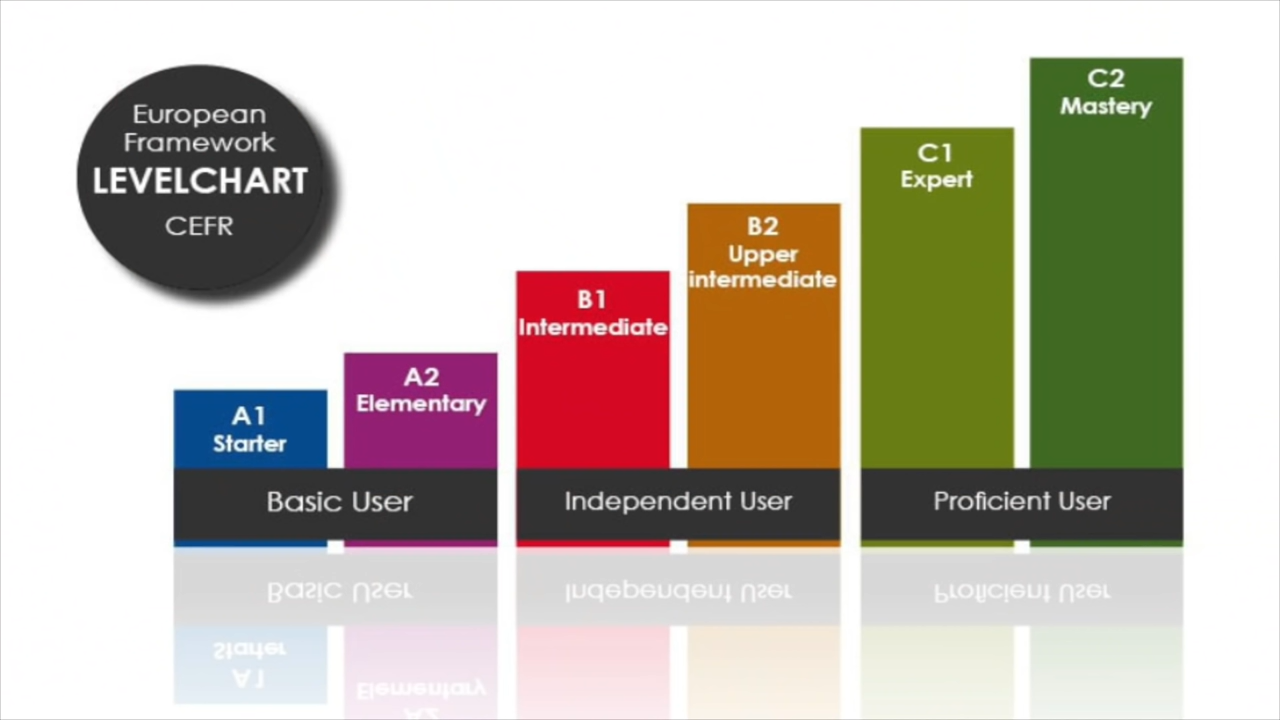 European
Framework
LEVELCHART
CEFR
A1
Starter
A2
Elementary
B1
Intermediate
B2
Upper
intermediate
C1
Expert
C2
Mastery
Basic User
Independent User
Proficient User